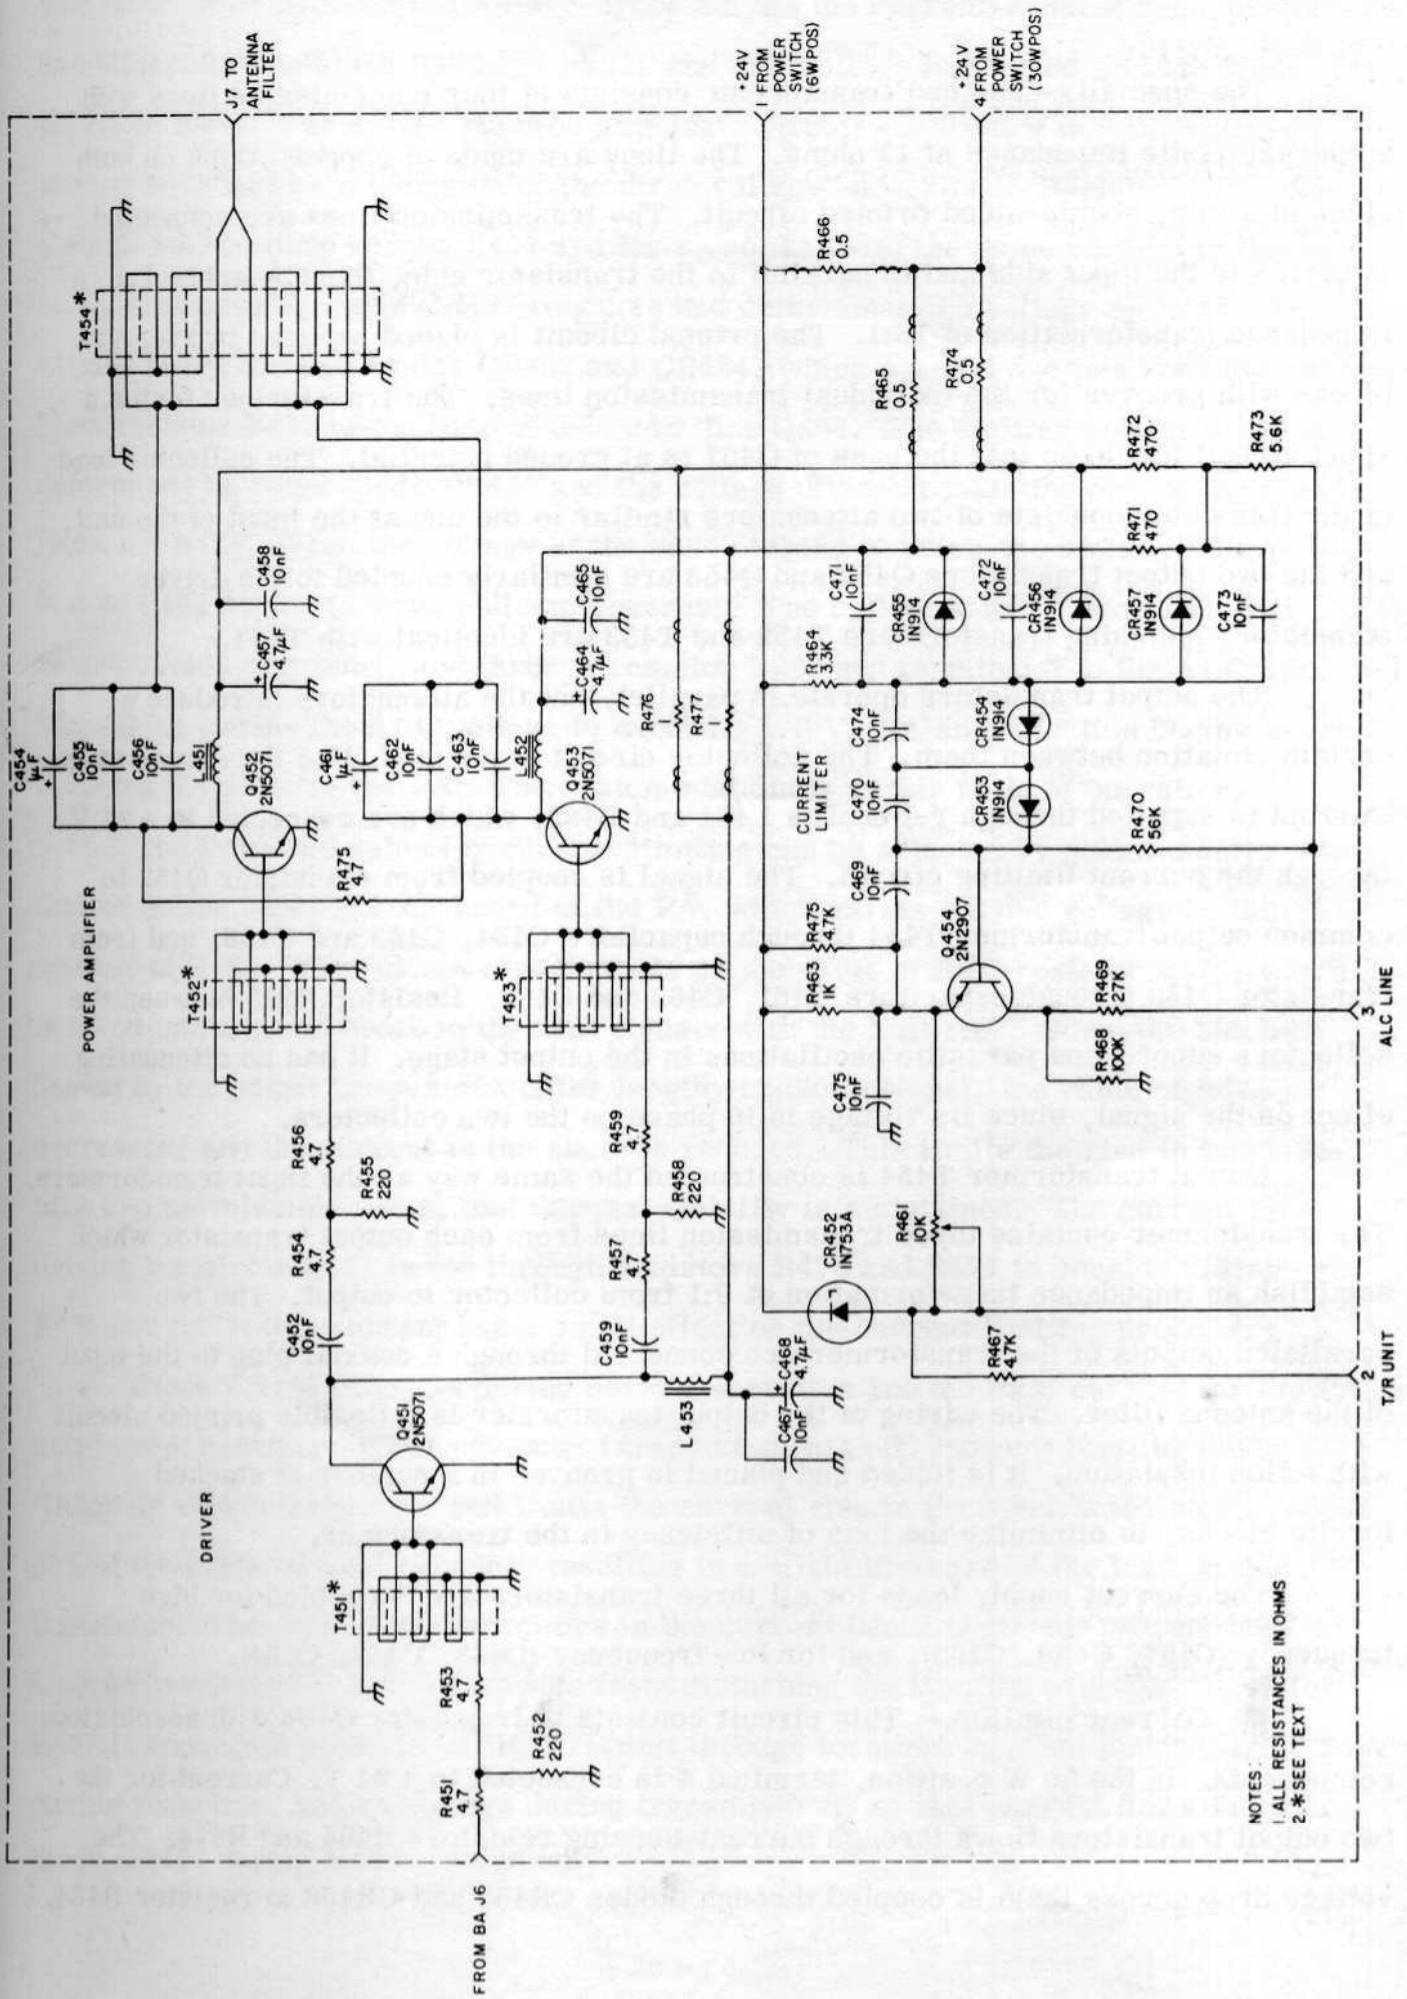 POWER AMPLIFIER
DRIVER
FROM BA J6
R451
4.7
R452
220
R453
4.7
T451*
Q451
2N5071
C452
10nF
R454
4.7
R455
220
R456
4.7
T452*
Q452
2N5071
C454
1µF
+
C455
10nF
C456
10nF
L451
C457
4.7µF
+
C458
10nF
T454*
J7 TO
ANTENNA
FILTER
L453
C459
10nF
R457
4.7
R458
220
R459
4.7
T453*
R475
4.7
Q453
2N5071
C461
1µF
+
C462
10nF
C463
10nF
L452
C464
4.7µF
+
C465
10nF
C467
10nF
C468
4.7µF
+
R476
1
R477
1
+24V
1 FROM
POWER
SWITCH
(6WPOS)
R466
0.5
R465
0.5
R474
0.5
+24V
4 FROM
POWER
SWITCH
(30WPOS)
CURRENT
LIMITER
CR452
IN753A
R461
10K
R467
4.7K
C475
10nF
R463
1K
R475
4.7K
C469
10nF
C470
10nF
C474
10nF
R464
3.3K
C471
10nF
CR455
IN914
C472
10nF
CR456
IN914
CR457
IN914
R471
470
R472
470
C473
10nF
R473
5.6K
CR454
IN914
CR453
IN914
R470
56K
Q454
2N2907
R469
27K
R468
100K
2
T/R UNIT
3
ALC LINE
NOTES:
1. ALL RESISTANCES IN OHMS
2. *SEE TEXT